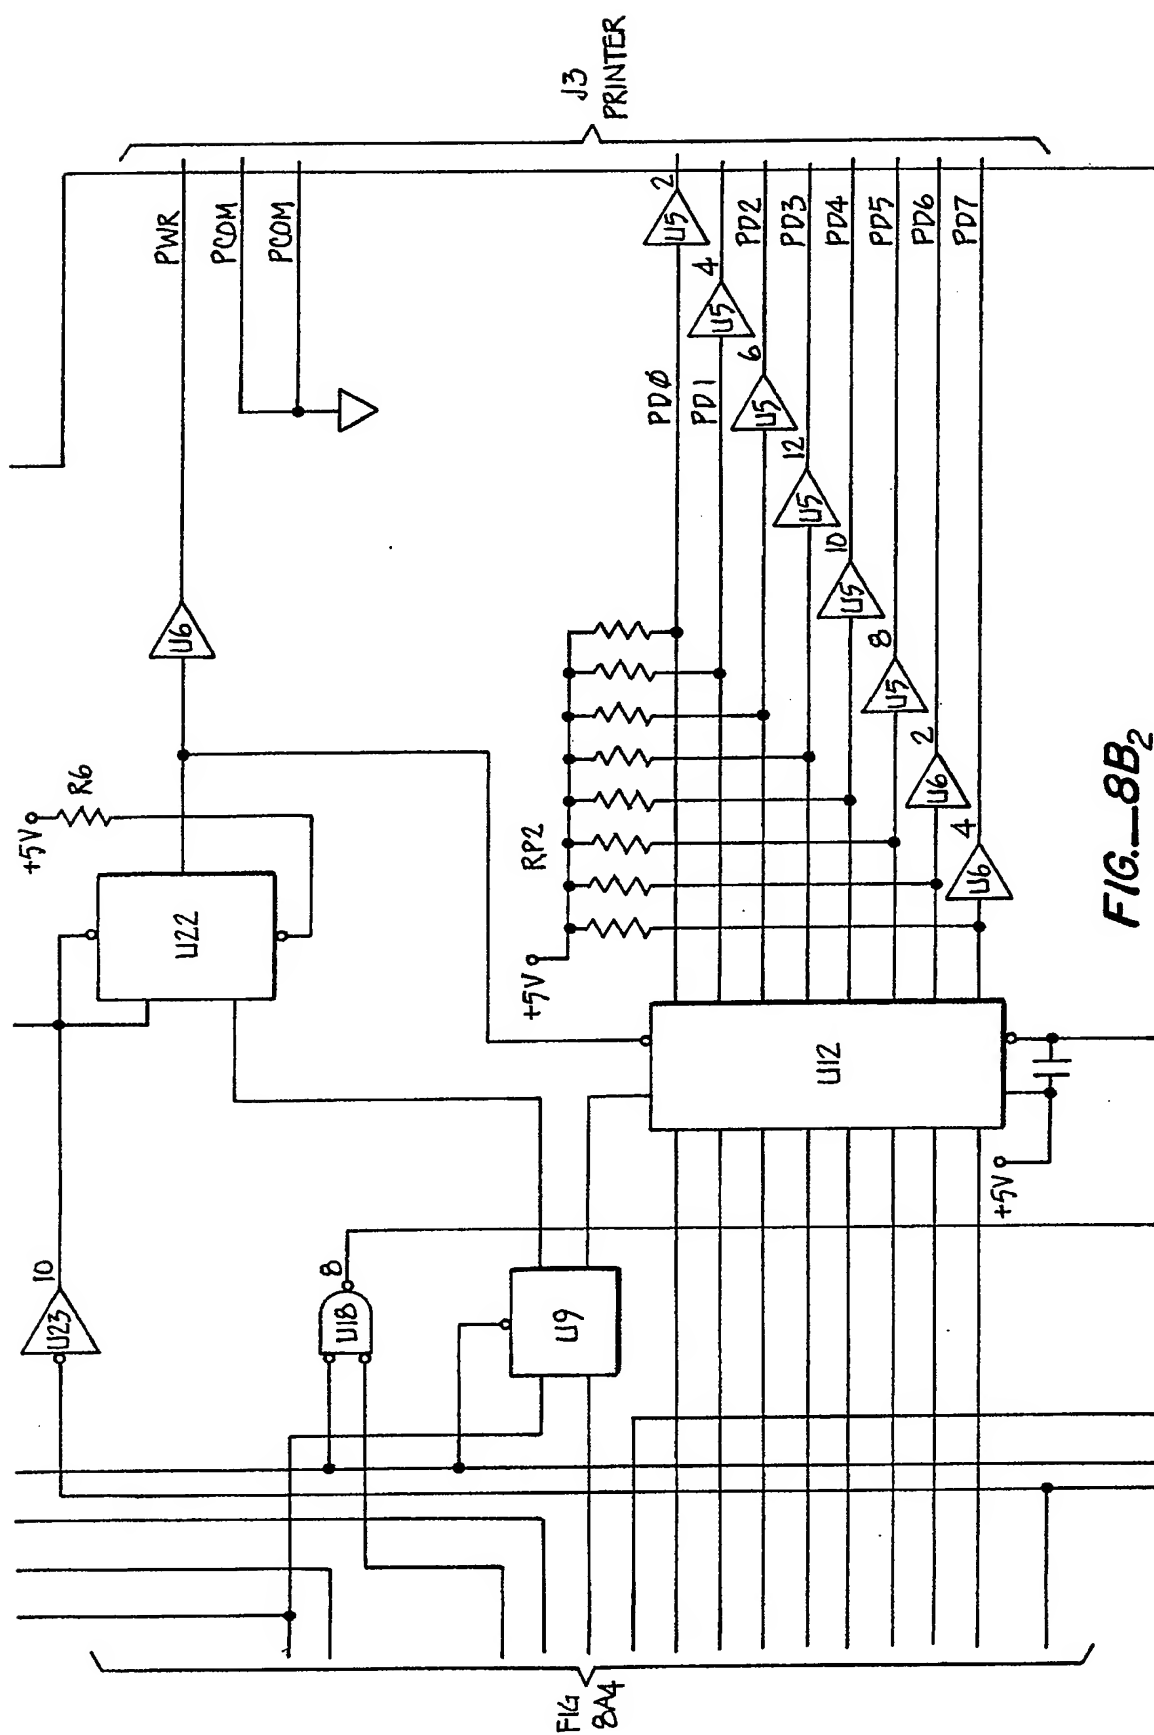 J3
PRINTER
PWR
PCOM
PCOM
+5V
R6
U6
U22
10
U23
8
U18
U9
+5V
RP2
PDØ
PD1
PD2
PD3
PD4
PD5
PD6
PD7
U5
2
U5
4
U5
6
U5
12
U5
10
U5
8
U6
2
U6
4
U12
+5V
FIG
8A4
FIG.—8B2